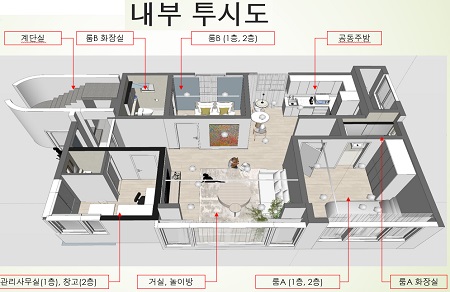 내부 투시도
계단실
룸B 화장실
룸B (1층, 2층)
공동주방
관리사무실(1층), 창고(2층)
거실, 놀이방
룸A (1층, 2층)
룸A 화장실